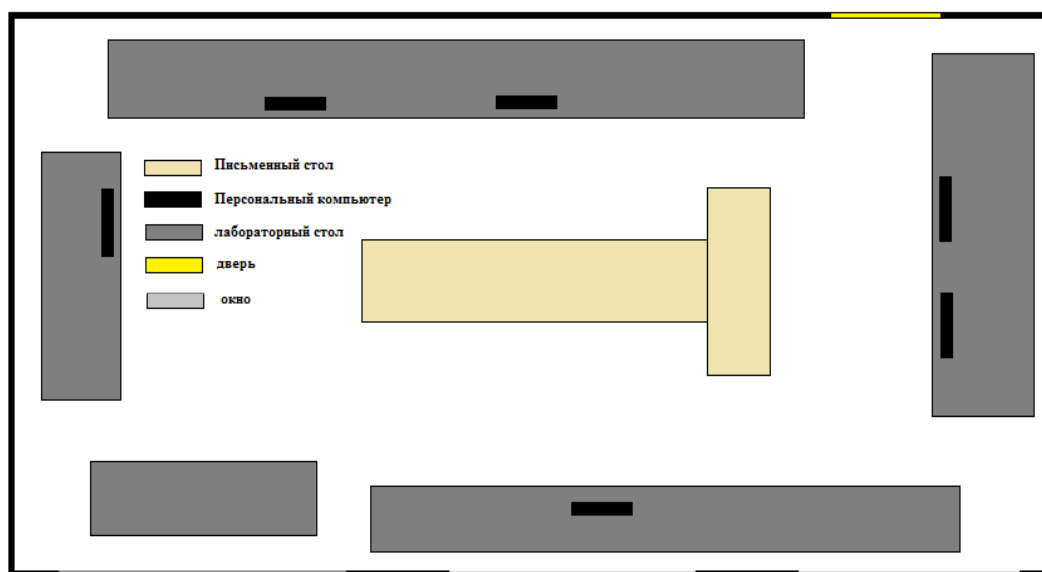 Письменный стол
Персональный компьютер
лабораторный стол
дверь
окно